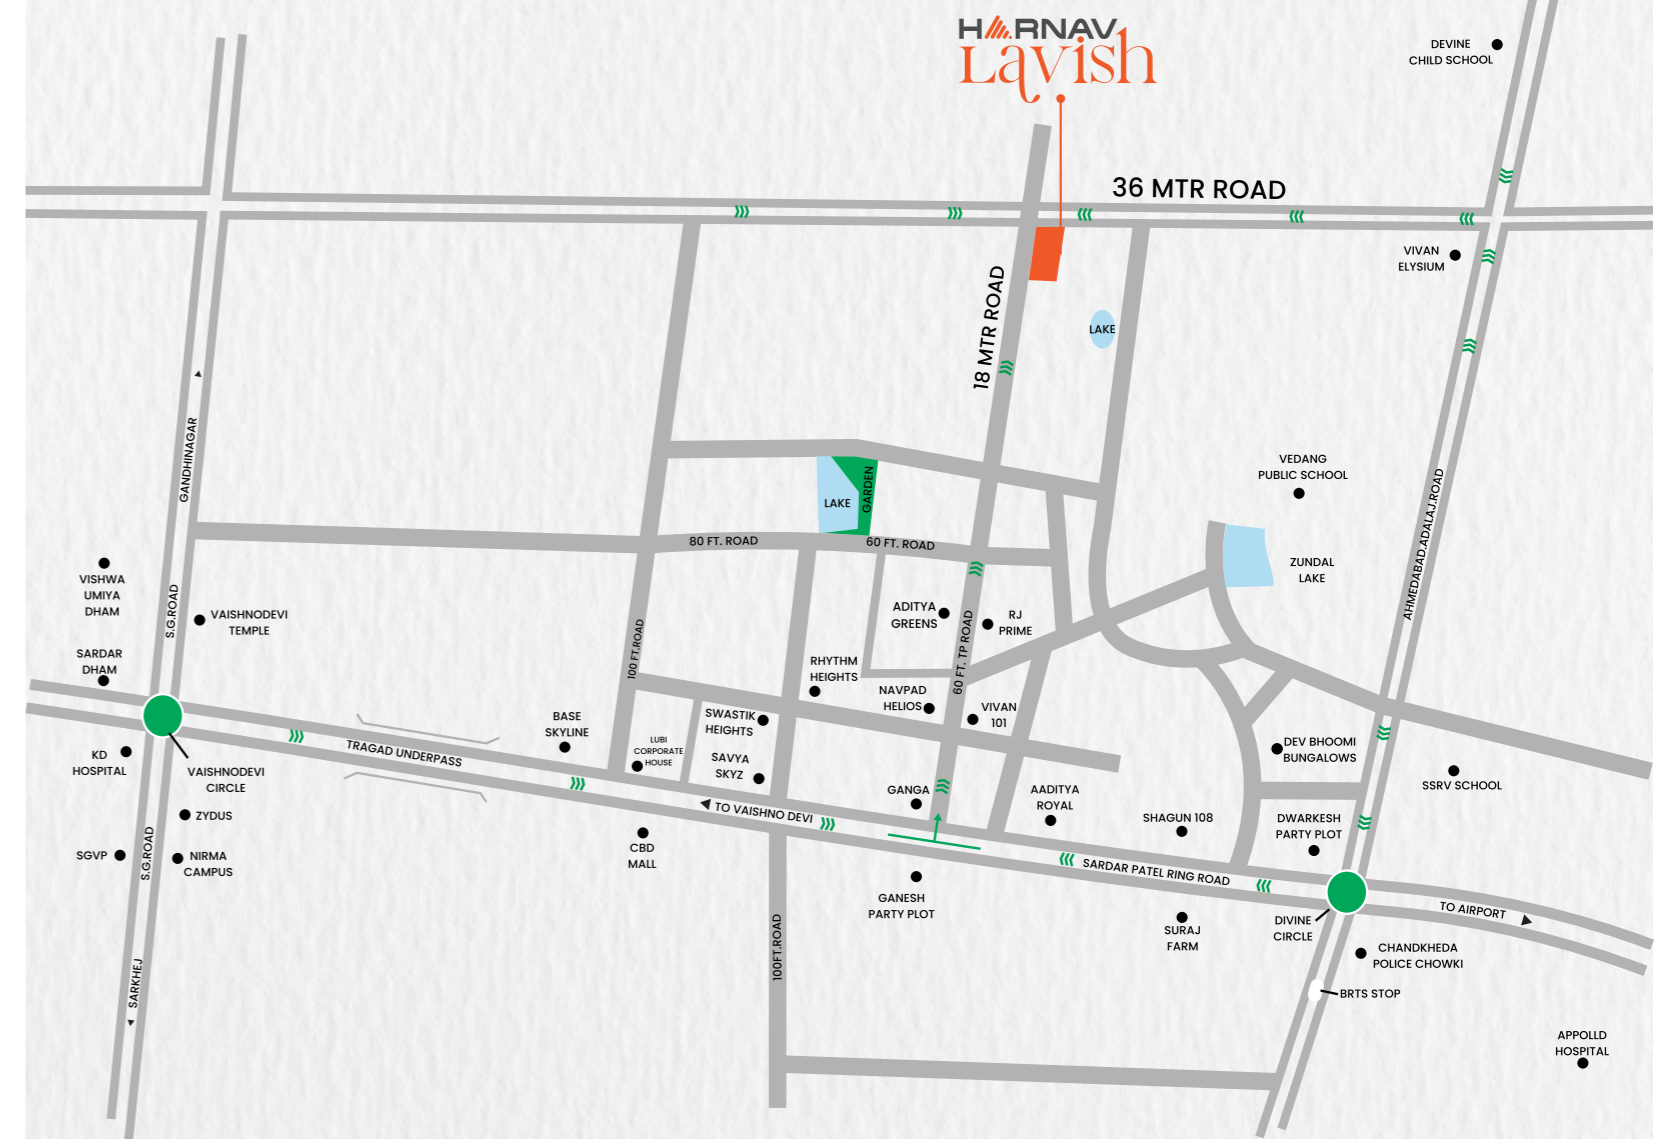 HARNAV
Lavish
DEVINE
CHILD SCHOOL
36 MTR ROAD
VIVAN
ELYSIUM
18 MTR ROAD
LAKE
GANDHINAGAR
VEDANG
PUBLIC SCHOOL
AHMEDABAD.ADALAJ.ROAD
LAKE
GARDEN
80 FT. ROAD
60 FT. ROAD
ZUNDAL
LAKE
VISHWA
UMIYA
DHAM
S.G.ROAD
VAISHNODEVI
TEMPLE
ADITYA
GREENS
RJ
PRIME
60 FT. TP ROAD
100 FT.ROAD
SARDAR
DHAM
RHYTHM
HEIGHTS
NAVPAD
HELIOS
VIVAN
101
BASE
SKYLINE
SWASTIK
HEIGHTS
LUBI
CORPORATE
HOUSE
SAVYA
SKYZ
DEV BHOOMI
BUNGALOWS
KD
HOSPITAL
TRAGAD UNDERPASS
VAISHNODEVI
CIRCLE
SSRV SCHOOL
GANGA
AADITYA
ROYAL
TO VAISHNO DEVI
ZYDUS
SHAGUN 108
DWARKESH
PARTY PLOT
SGVP
S.G.ROAD
NIRMA
CAMPUS
CBD
MALL
SARDAR PATEL RING ROAD
GANESH
PARTY PLOT
TO AIRPORT
SURAJ
FARM
DIVINE
CIRCLE
100FT.ROAD
CHANDKHEDA
POLICE CHOWKI
SARKHEJ
BRTS STOP
APPOLLD
HOSPITAL